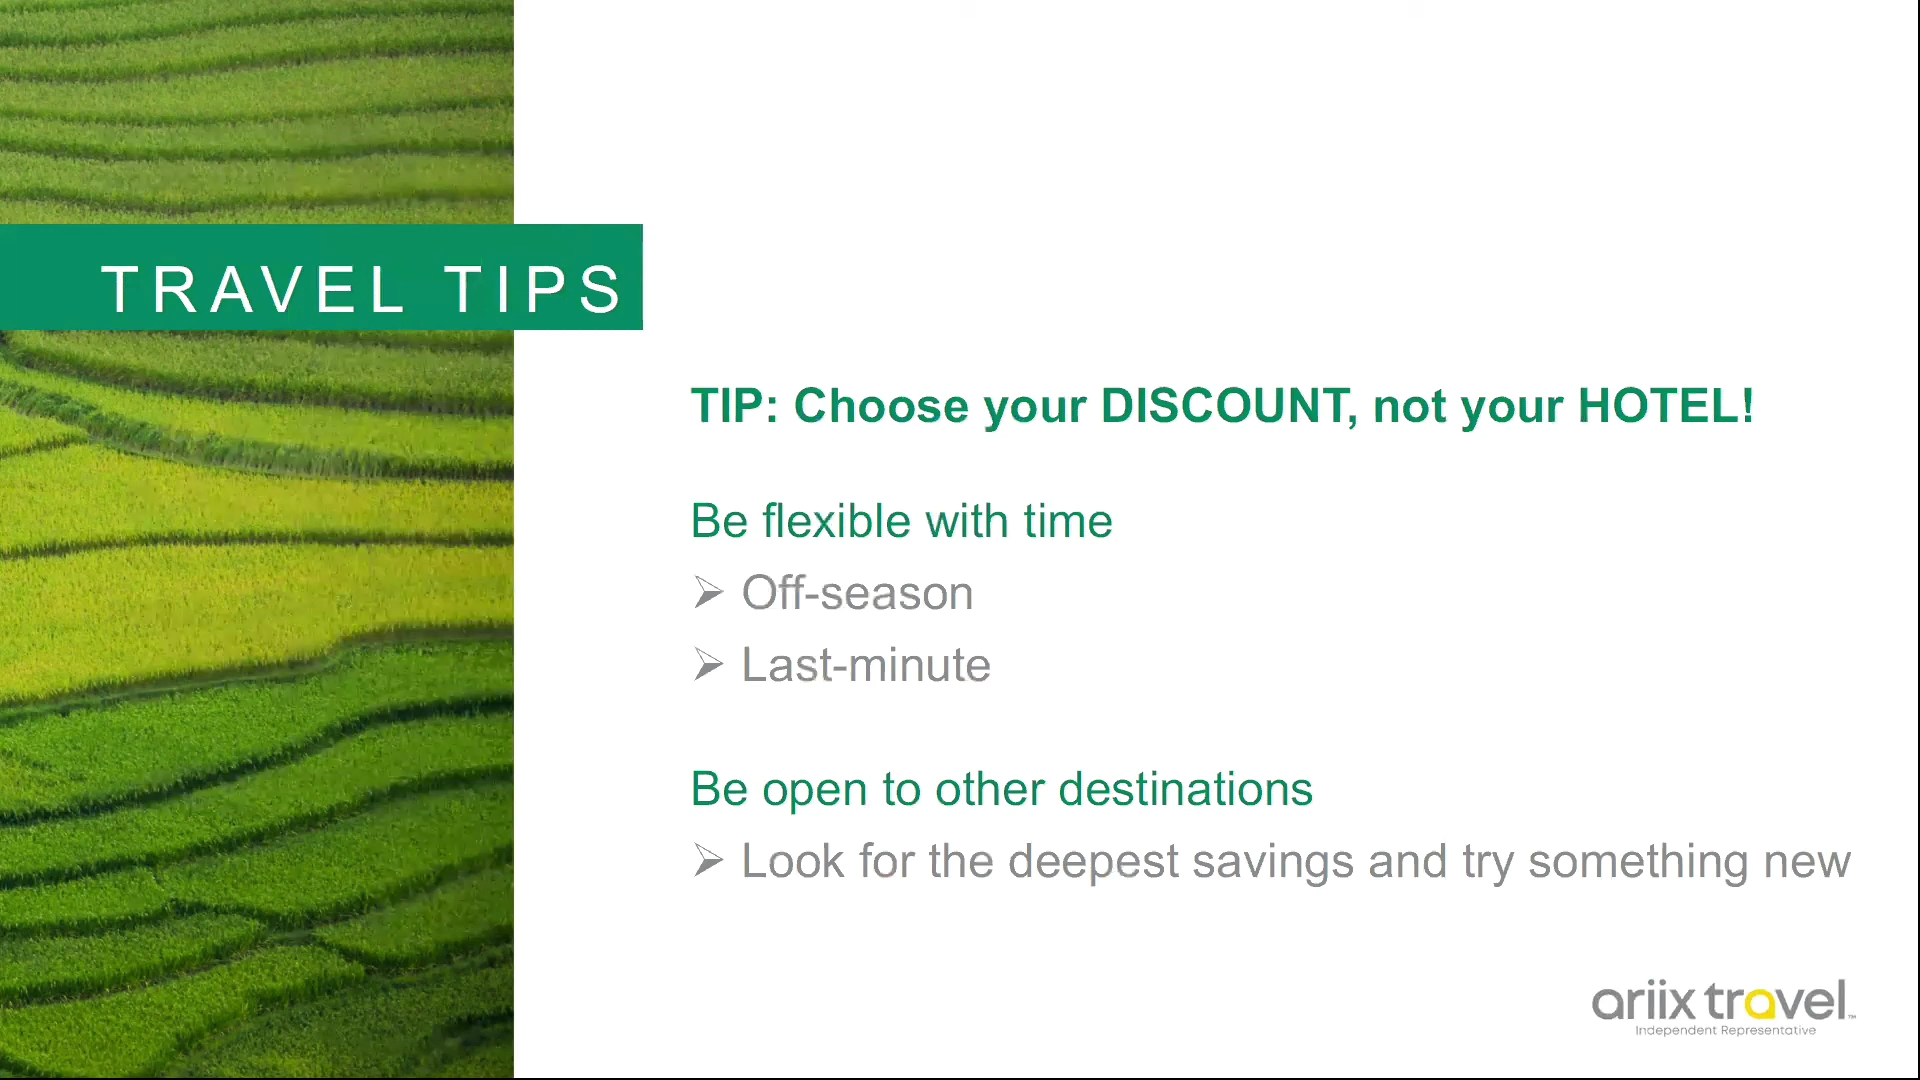 TRAVEL TIPS
TIP: Choose your DISCOUNT, not your HOTEL!
Be flexible with time
➢ Off-season
➢ Last-minute
Be open to other destinations
➢ Look for the deepest savings and try something new
ariix travel™
Independent Representative